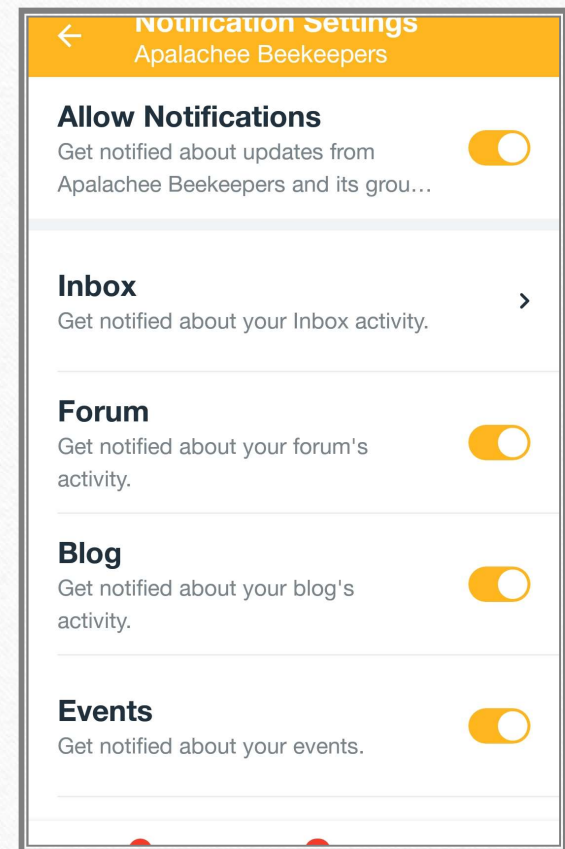 Notification Settings
Apalachee Beekeepers
Allow Notifications
Get notified about updates from
Apalachee Beekeepers and its grou...
Inbox
Get notified about your Inbox activity.
Forum
Get notified about your forum's
activity.
Blog
Get notified about your blog's
activity.
Events
Get notified about your events.